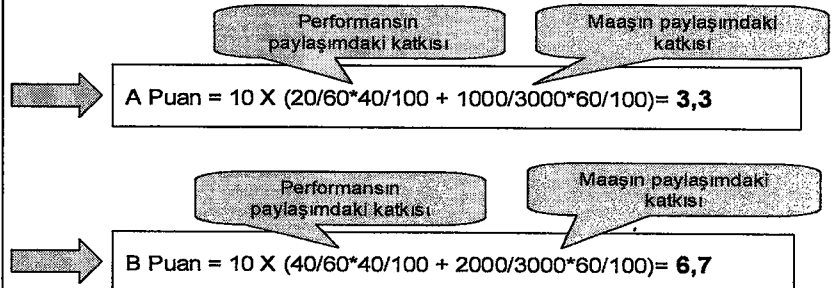 Performansın
paylaşımdaki katkısı
Maaşın paylaşımdaki
katkısı
A Puan = 10 X (20/60*40/100 + 1000/3000*60/100)= 3,3
Performansın
paylaşımdaki katkısı
Maaşın paylaşımdaki
katkısı
B Puan = 10 X (40/60*40/100 + 2000/3000*60/100)= 6,7